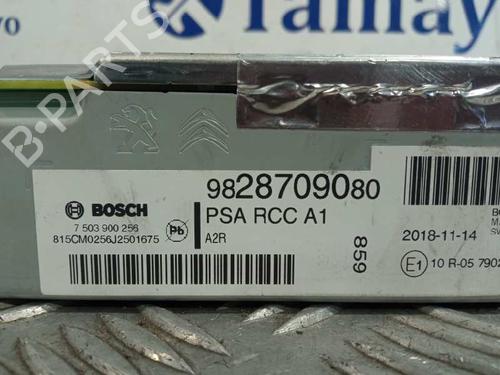 Tamayo
B-PARTS
9828709080
BOSCH
PSA RCC A1
7 503 900 256
Pb
A2R
815CM0256J2501675
859
2018-11-14
E1 10 R-05 7902